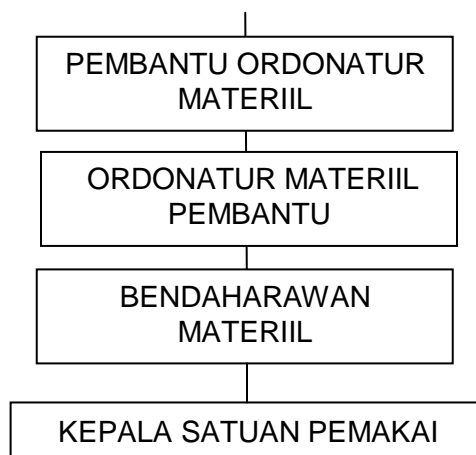 PEMBANTU ORDONATUR
MATERIIL
ORDONATUR MATERIIL
PEMBANTU
BENDAHARAWAN
MATERIIL
KEPALA SATUAN PEMAKAI